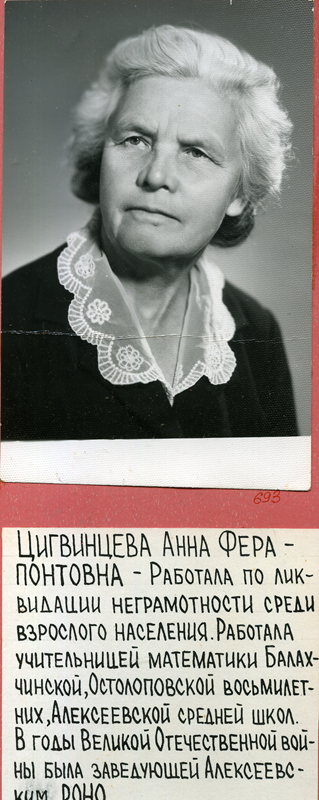 693
ЦИГВИНЦЕВА АННА ФЕРА -
ПОНТОВНА - РАБОТАЛА ПО ЛИК-
ВИДАЦИИ НЕГРАМОТНОСТИ СРЕДИ
ВЗРОСЛОГО НАСЕЛЕНИЯ. РАБОТАЛА
УЧИТЕЛЬНИЦЕЙ МАТЕМАТИКИ БАЛАХ-
ЧИНСКОЙ, ОСТОЛОПОВСКОЙ ВОСЬМИЛЕТ-
НИХ, АЛЕКСЕЕВСКОЙ СРЕДНЕЙ ШКОЛ.
В ГОДЫ ВЕЛИКОЙ ОТЕЧЕСТВЕННОЙ ВОЙ-
НЫ БЫЛА ЗАВЕДУЮЩЕЙ АЛЕКСЕЕВС-
КИМ РОНО